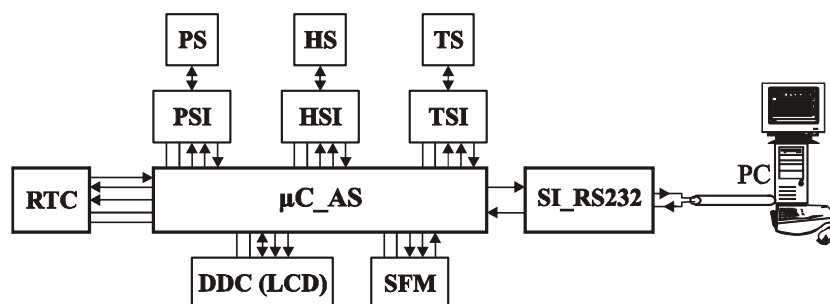 PS HS TS
PSI HSI TSI
RTC µC_AS SI_RS232 PC
DDC (LCD) SFM